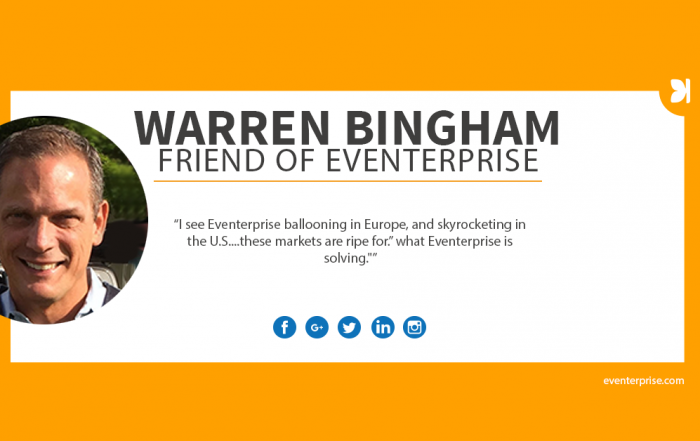 WARREN BINGHAM
FRIEND OF EVENTERPRISE
“I see Eventerprise ballooning in Europe, and skyrocketing in
the U.S....these markets are ripe for.” what Eventerprise is
solving."”
eventerprise.com